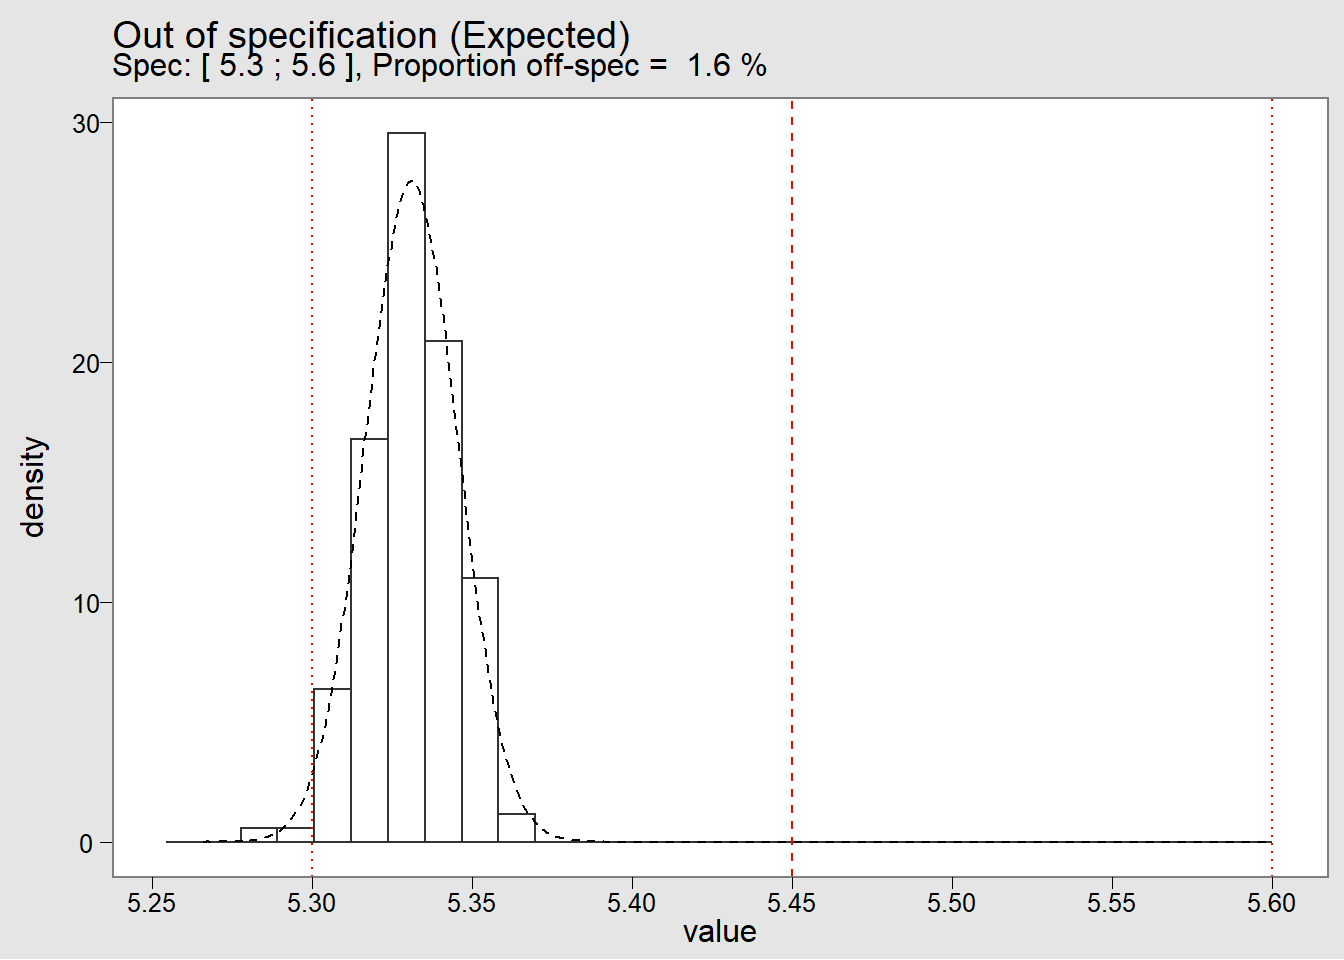 Out of specification (Expected)
Spec: [ 5.3 ; 5.6 ], Proportion off-spec =  1.6 %
30
20
10
0
density
5.25 5.30 5.35 5.40 5.45 5.50 5.55 5.60
value